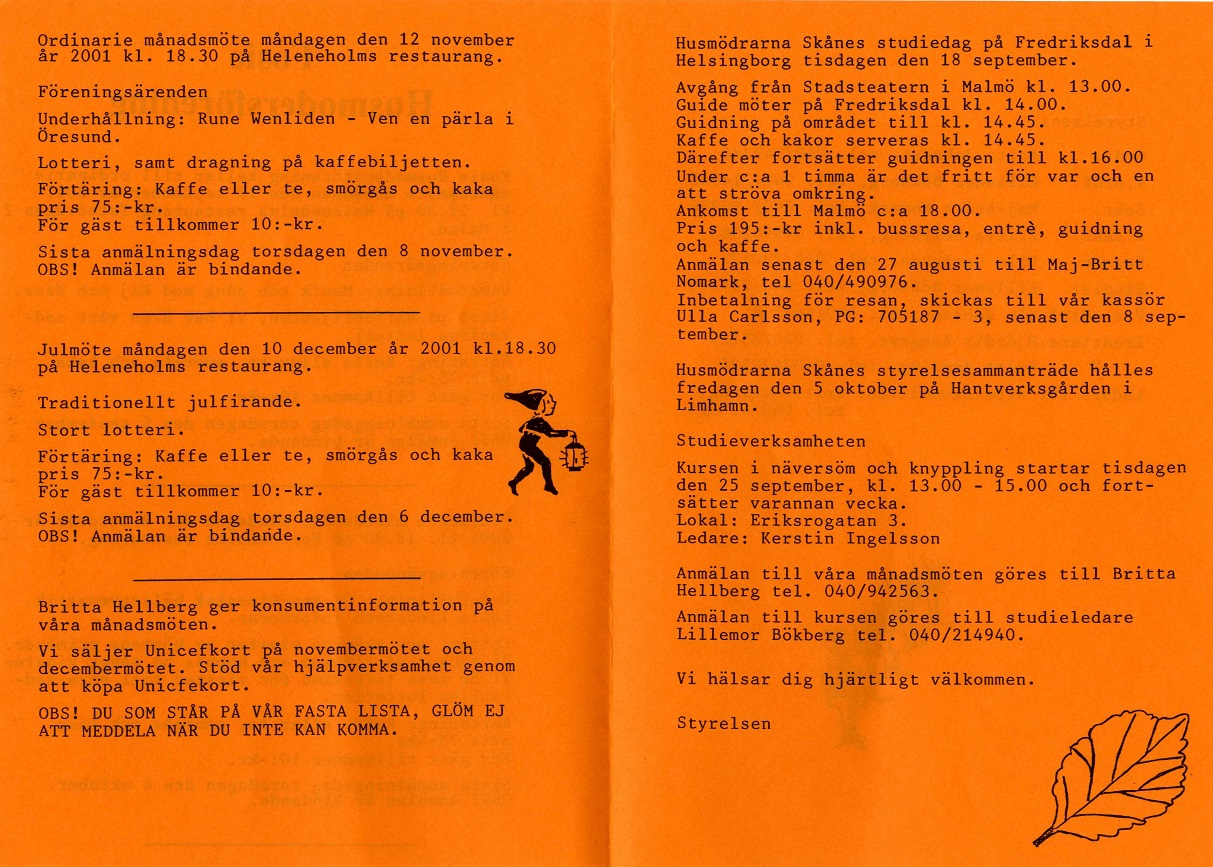 Ordinarie månadsmöte måndagen den 12 november
år 2001 kl. 18.30 på Heleneholms restaurang.
Föreningsärenden
Underhållning: Rune Wenliden - Ven en pärla i
Öresund.
Lotteri, samt dragning på kaffebiljetten.
Förtäring: Kaffe eller te, smörgås och kaka
pris 75:-kr.
För gäst tillkommer 10:-kr.
Sista anmälningsdag torsdagen den 8 november.
OBS! Anmälan är bindande.
Julmöte måndagen den 10 december år 2001 kl.18.30
på Heleneholms restaurang.
Traditionellt julfirande.
Stort lotteri.
Förtäring: Kaffe eller te, smörgås och kaka
pris 75:-kr.
För gäst tillkommer 10:-kr.
Sista anmälningsdag torsdagen den 6 december.
OBS! Anmälan är bindande.
Britta Hellberg ger konsumentinformation på
våra månadsmöten.
Vi säljer Unicefkort på novembermötet och
decembermötet. Stöd vår hjälpverksamhet genom
att köpa Unicfekort.
OBS! DU SOM STÅR PÅ VÅR FASTA LISTA, GLÖM EJ
ATT MEDDELA NÄR DU INTE KAN KOMMA.
Husmödrarna Skånes studiedag på Fredriksdal i
Helsingborg tisdagen den 18 september.
Avgång från Stadsteatern i Malmö kl. 13.00.
Guide möter på Fredriksdal kl. 14.00.
Guidning på området till kl. 14.45.
Kaffe och kakor serveras kl. 14.45.
Därefter fortsätter guidningen till kl.16.00
Under c:a 1 timma är det fritt för var och en
att ströva omkring.
Ankomst till Malmö c:a 18.00.
Pris 195:-kr inkl. bussresa, entrè, guidning
och kaffe.
Anmälan senast den 27 augusti till Maj-Britt
Nomark, tel 040/490976.
Inbetalning för resan, skickas till vår kassör
Ulla Carlsson, PG: 705187 - 3, senast den 8 sep-
tember.
Husmödrarna Skånes styrelsesammanträde hålles
fredagen den 5 oktober på Hantverksgården i
Limhamn.
Studieverksamheten
Kursen i näversöm och knyppling startar tisdagen
den 25 september, kl. 13.00 - 15.00 och fort-
sätter varannan vecka.
Lokal: Eriksrogatan 3.
Ledare: Kerstin Ingelsson
Anmälan till våra månadsmöten göres till Britta
Hellberg tel. 040/942563.
Anmälan till kursen göres till studieledare
Lillemor Bökberg tel. 040/214940.
Vi hälsar dig hjärtligt välkommen.
Styrelsen